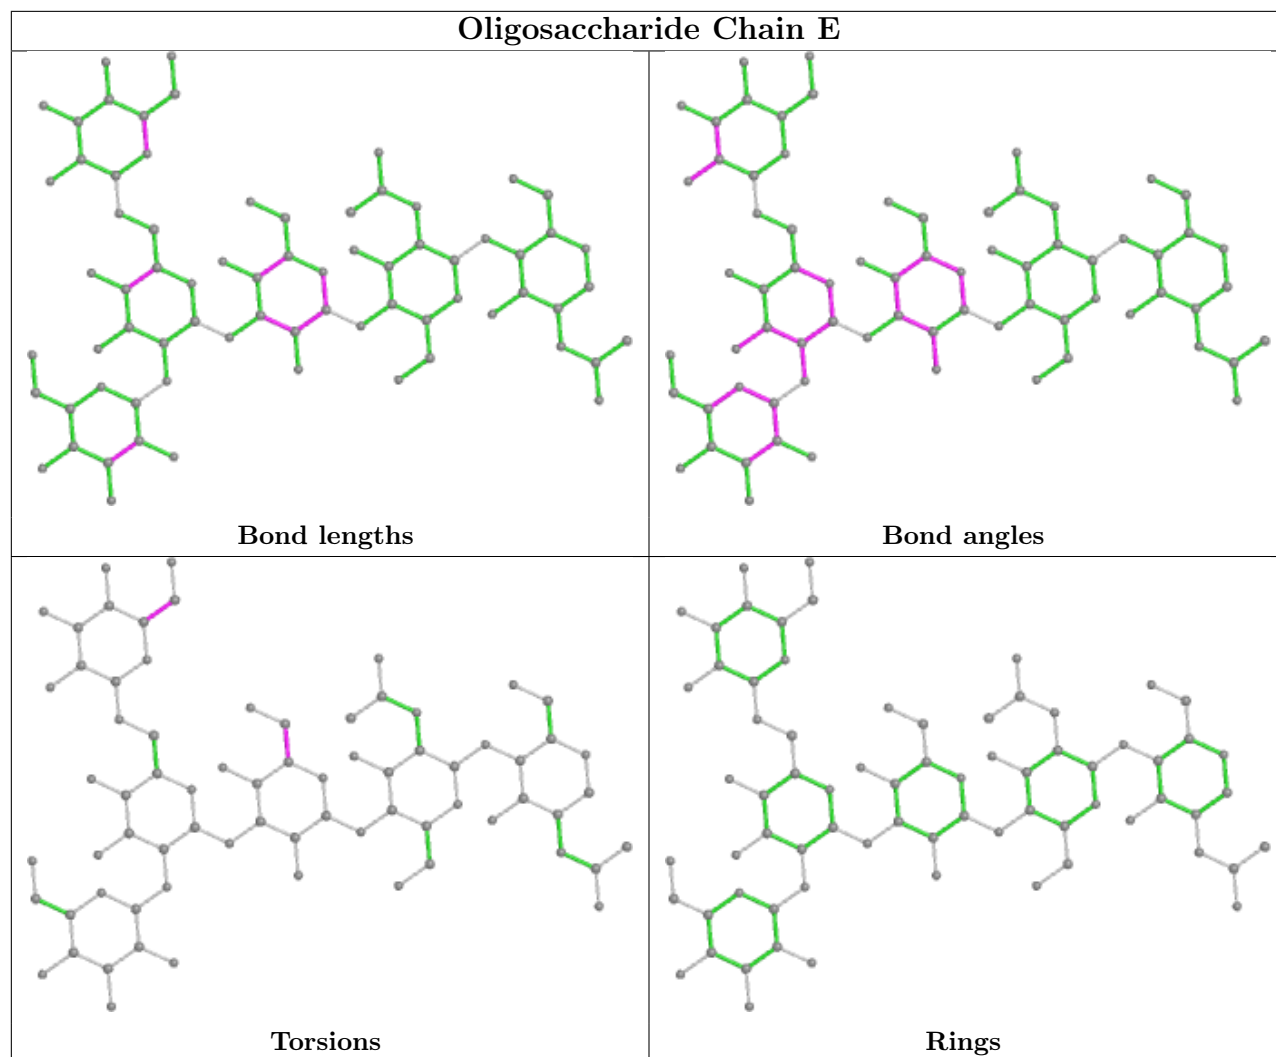 Oligosaccharide Chain E
Bond lengths
Bond angles
Torsions
Rings